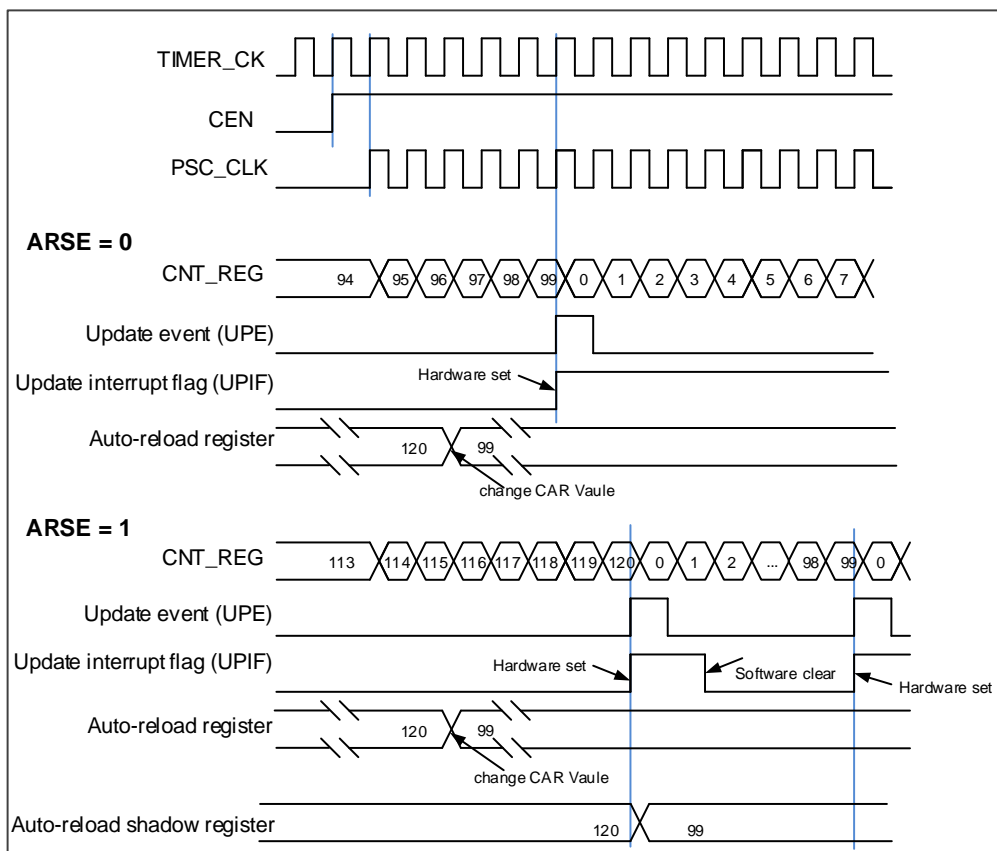 TIMER_CK
CEN
PSC_CLK
ARSE = 0
CNT_REG 94 95 96 97 98 99 0 1 2 3 4 5 6 7
Update event (UPE)
Update interrupt flag (UPIF) Hardware set
Auto-reload register 120 99
change CAR Vaule
ARSE = 1
CNT_REG 113 114 115 116 117 118 119 120 0 1 2 ... 98 99 0
Update event (UPE)
Update interrupt flag (UPIF) Hardware set Software clear Hardware set
Auto-reload register 120 99
change CAR Vaule
Auto-reload shadow register 120 99